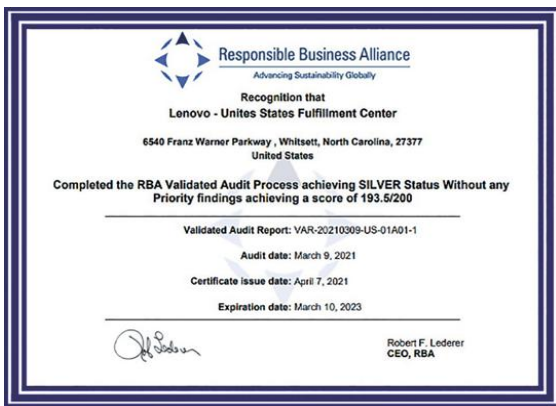 Responsible Business Alliance
Advancing Sustainability Globally
Recognition that
Lenovo - Unites States Fulfillment Center
6540 Franz Warner Parkway , Whitsett, North Carolina, 27377
United States
Completed the RBA Validated Audit Process achieving SILVER Status Without any
Priority findings achieving a score of 193.5/200
Validated Audit Report: VAR-20210309-US-01A01-1
Audit date: March 9, 2021
Certificate issue date: April 7, 2021
Expiration date: March 10, 2023
Robert F. Lederer
CEO, RBA